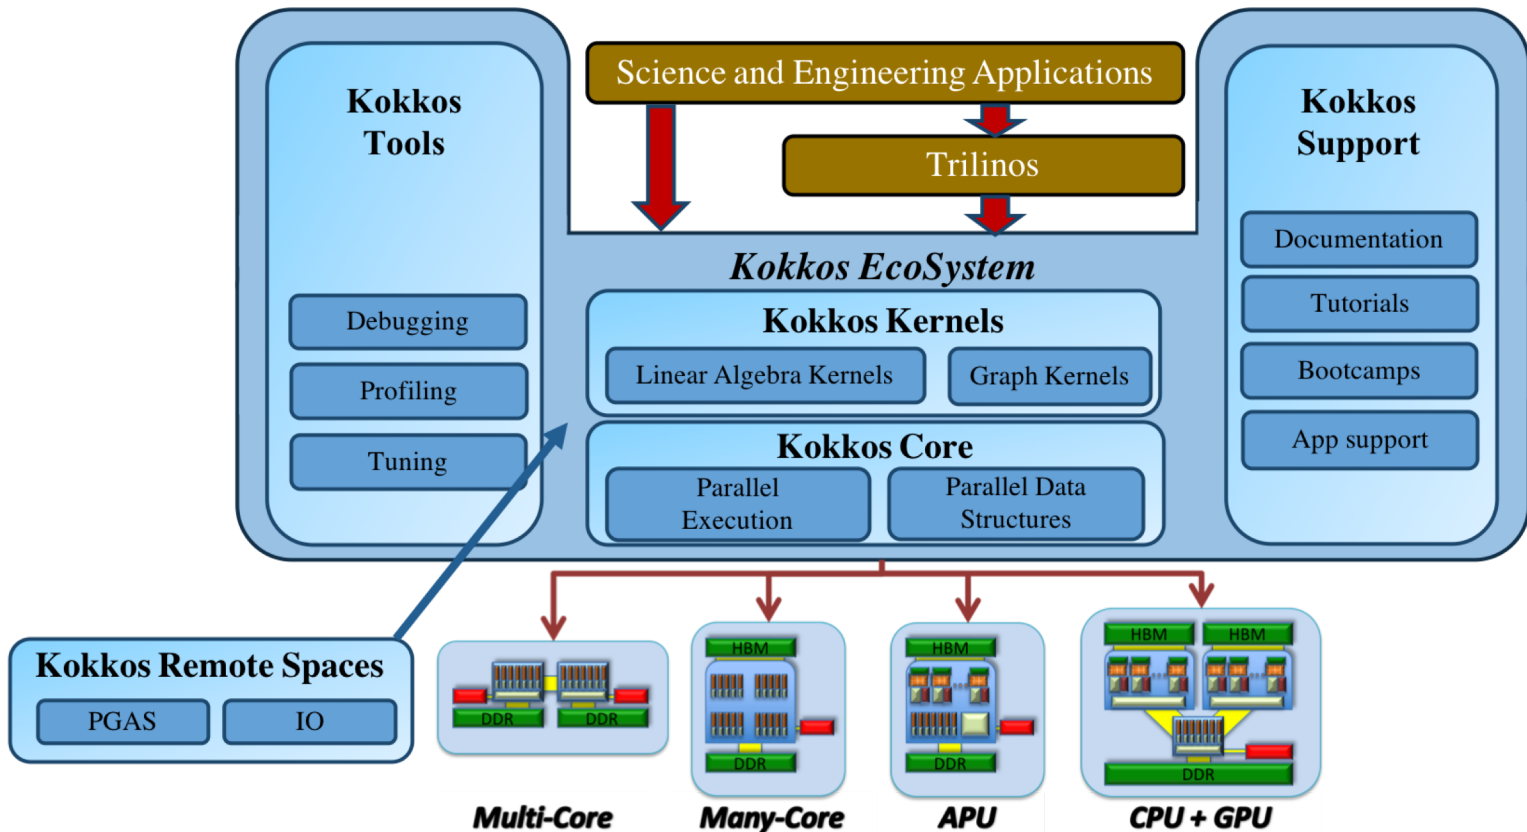 Kokkos
Tools
Debugging
Profiling
Tuning
Science and Engineering Applications
Trilinos
Kokkos EcoSystem
Kokkos Kernels
Linear Algebra Kernels
Graph Kernels
Kokkos Core
Parallel
Execution
Parallel Data
Structures
Kokkos
Support
Documentation
Tutorials
Bootcamps
App support
Kokkos Remote Spaces
PGAS
IO
DDR
DDR
Multi-Core
HBM
DDR
Many-Core
HBM
DDR
APU
HBM
HBM
DDR
CPU + GPU